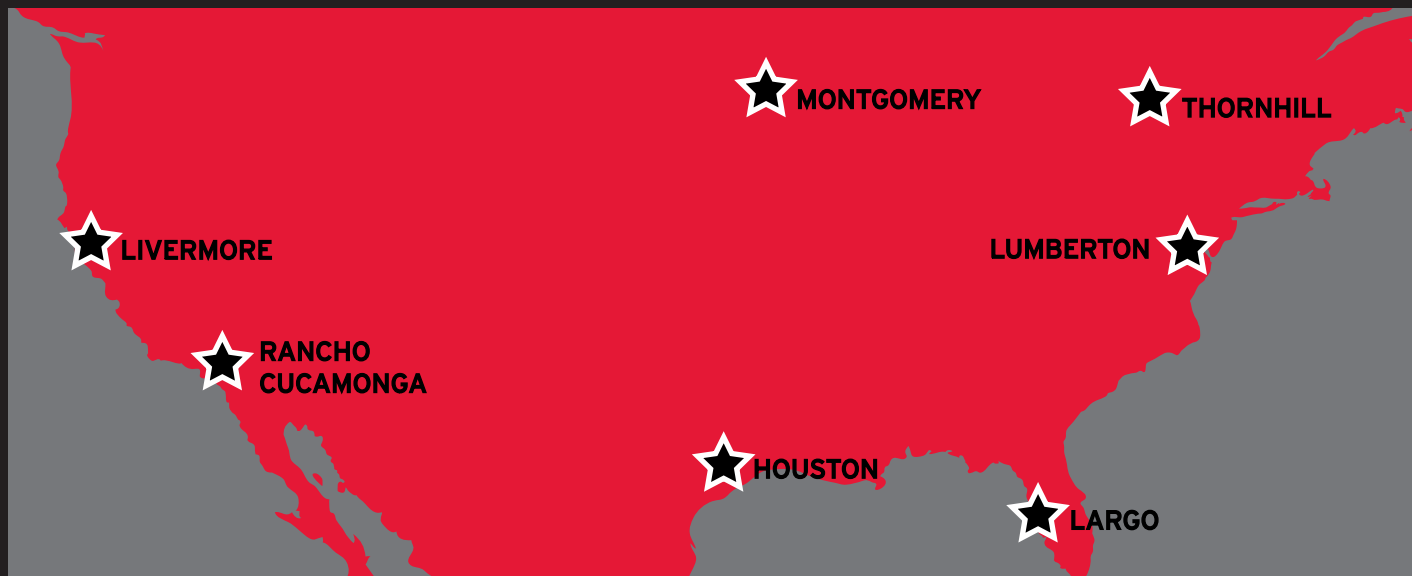 MONTGOMERY
THORNHILL
LIVERMORE
LUMBERTON
RANCHO
CUCAMONGA
HOUSTON
LARGO